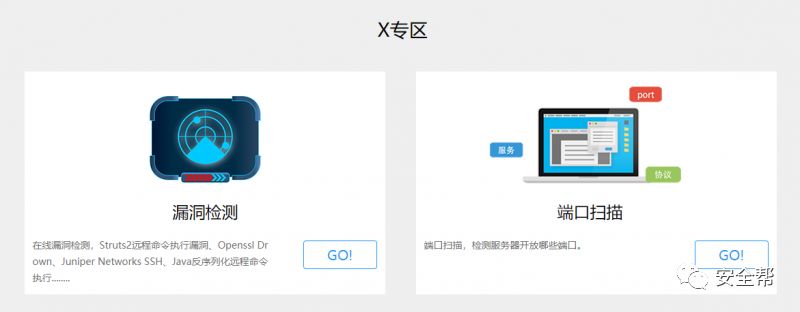 X专区
port
服务
协议
漏洞检测
端口扫描
在线漏洞检测，Struts2远程命令执行漏洞、Openssl Dr
own、Juniper Networks SSH、Java反序列化远程命令
执行........
GO!
端口扫描，检测服务器开放哪些端口。
GO!
安全帮